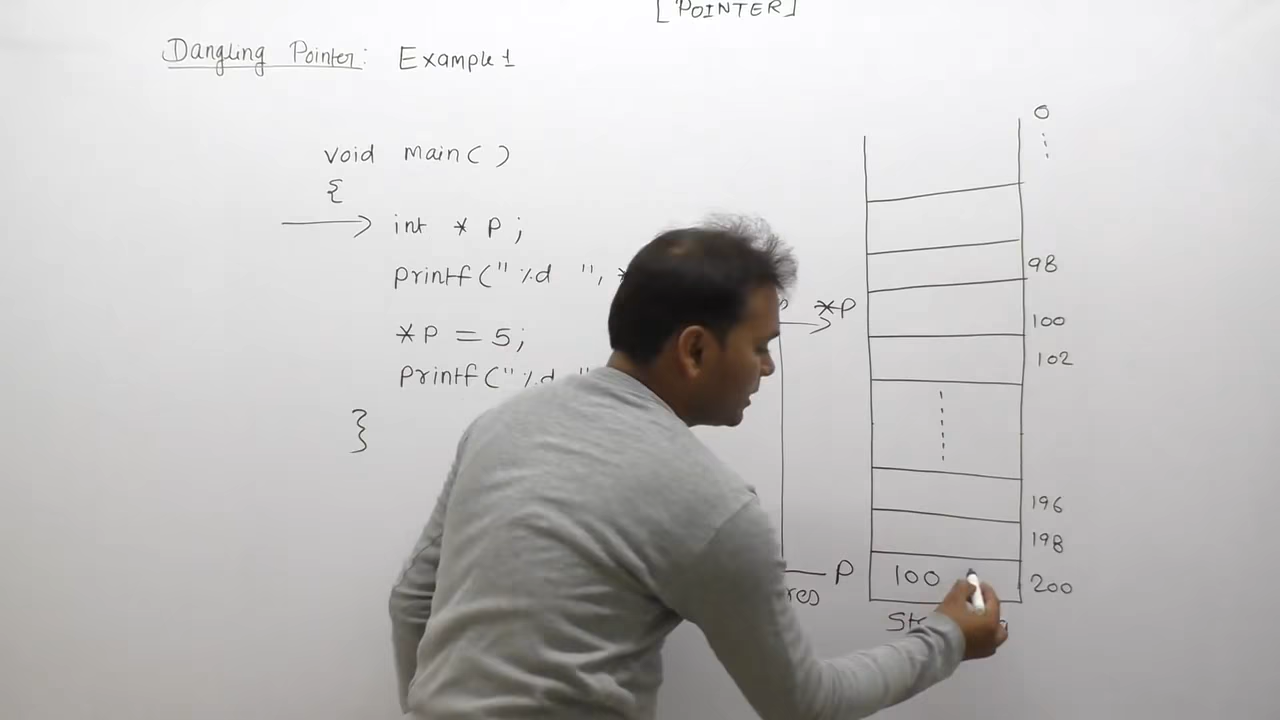 [POINTER]
Dangling Pointer: Example 1
void main( )
{
int * P ;
printf(" %d ", *
*P = 5;
printf(" %d "
}
0
98
*P
100
102
196
198
P
100
200